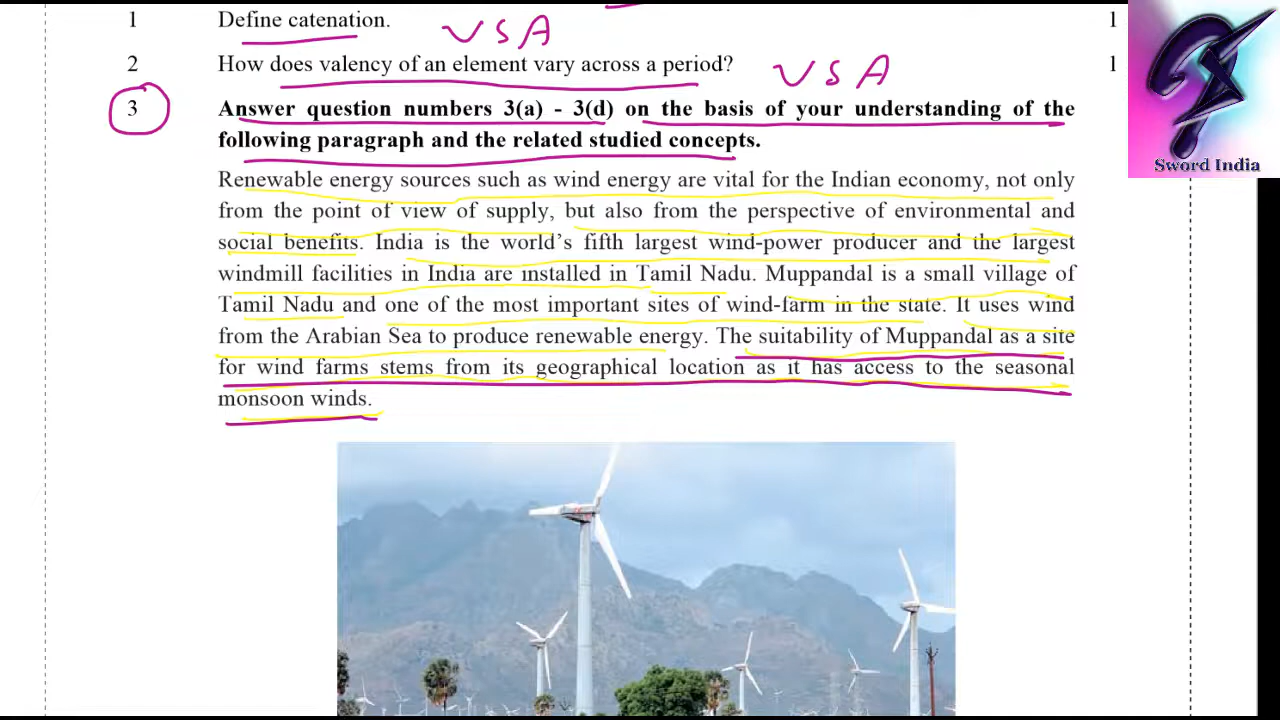 1 Define catenation. VSA 1
2 How does valency of an element vary across a period? VSA 1
3 Answer question numbers 3(a) - 3(d) on the basis of your understanding of the
following paragraph and the related studied concepts.
Renewable energy sources such as wind energy are vital for the Indian economy, not only
from the point of view of supply, but also from the perspective of environmental and
social benefits. India is the world’s fifth largest wind-power producer and the largest
windmill facilities in India are installed in Tamil Nadu. Muppandal is a small village of
Tamil Nadu and one of the most important sites of wind-farm in the state. It uses wind
from the Arabian Sea to produce renewable energy. The suitability of Muppandal as a site
for wind farms stems from its geographical location as it has access to the seasonal
monsoon winds.
Sword India